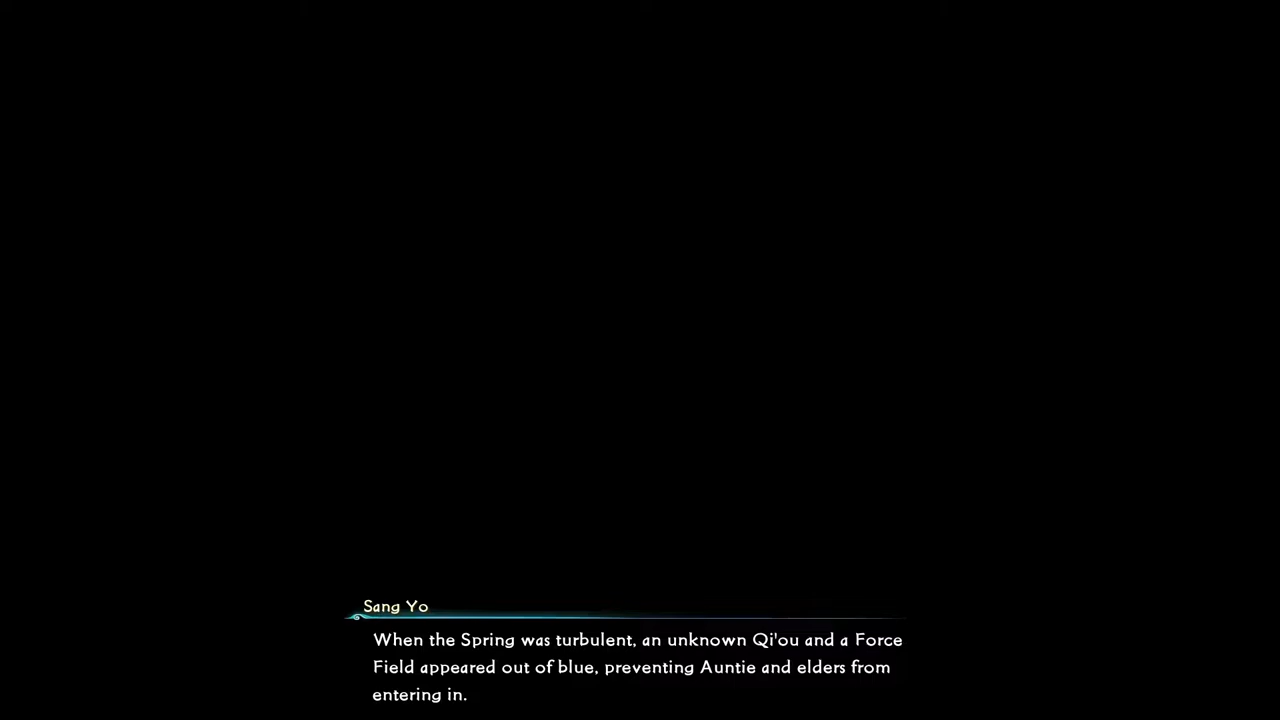 Sang Yo
When the Spring was turbulent, an unknown Qi'ou and a Force
Field appeared out of blue, preventing Auntie and elders from
entering in.